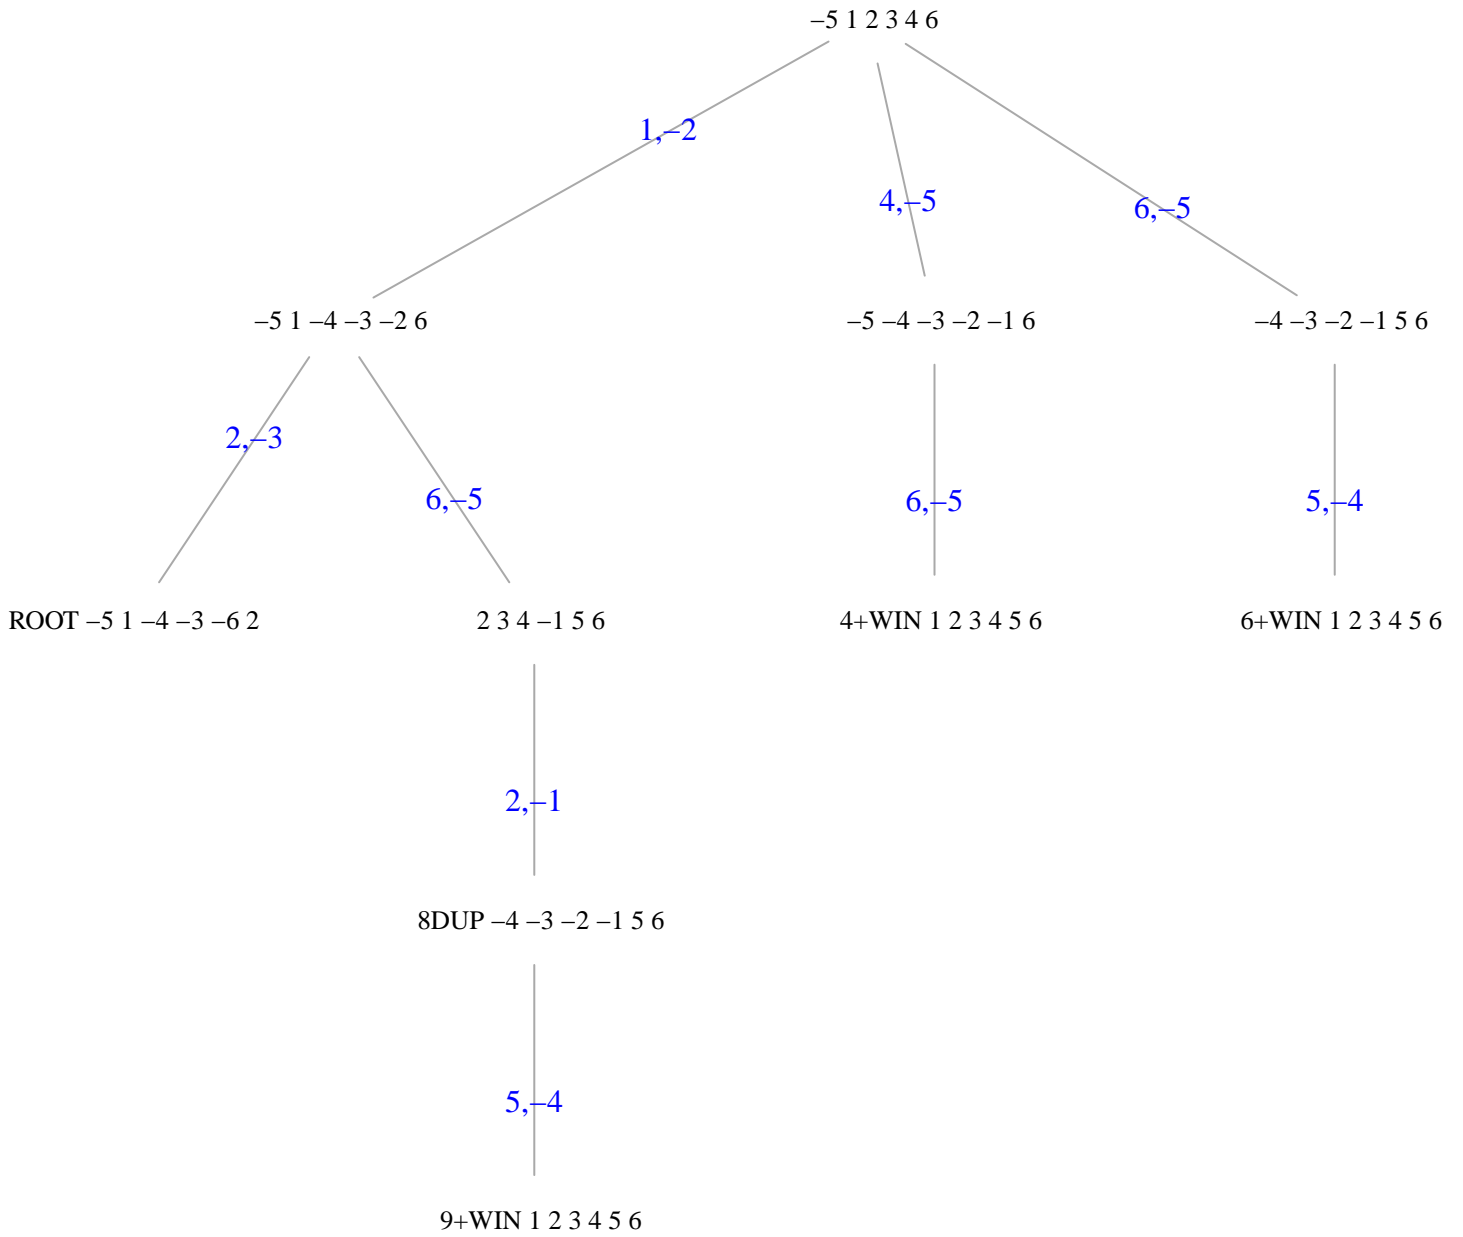 –5 1 2 3 4 6
1,–2
4,–5
6,–5
–5 1 –4 –3 –2 6
–5 –4 –3 –2 –1 6
–4 –3 –2 –1 5 6
2,–3
6,–5
6,–5
5,–4
ROOT –5 1 –4 –3 –6 2
2 3 4 –1 5 6
4+WIN 1 2 3 4 5 6
6+WIN 1 2 3 4 5 6
2,–1
8DUP –4 –3 –2 –1 5 6
5,–4
9+WIN 1 2 3 4 5 6